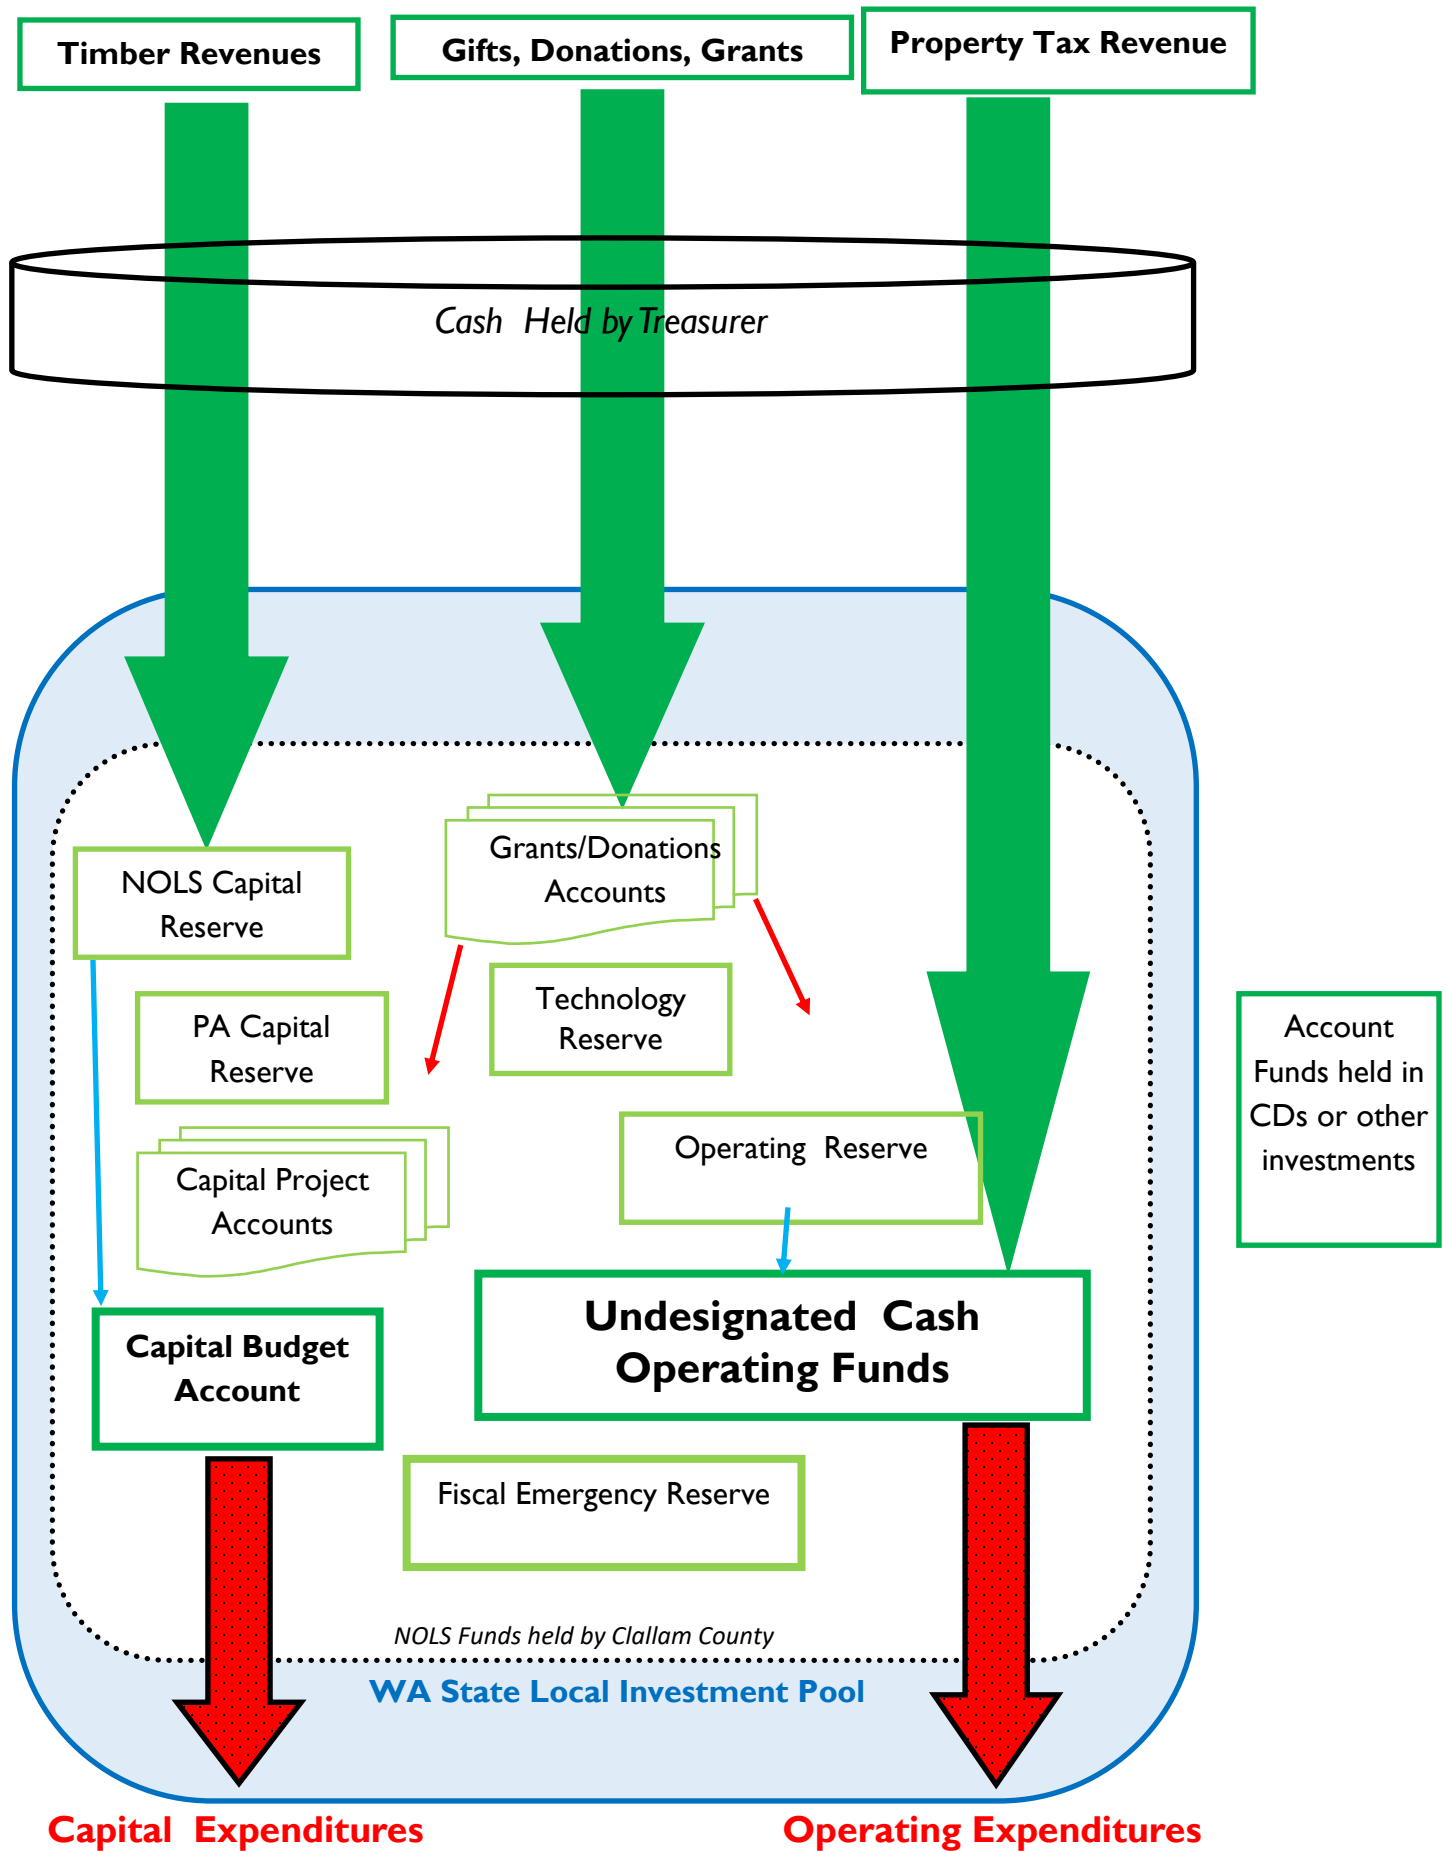 Timber Revenues
Gifts, Donations, Grants
Property Tax Revenue
Cash Held by Treasurer
NOLS Capital
Reserve
Grants/Donations
Accounts
PA Capital
Reserve
Technology
Reserve
Account
Funds held in
CDs or other
investments
Capital Project
Accounts
Operating Reserve
Capital Budget
Account
Undesignated Cash
Operating Funds
Fiscal Emergency Reserve
NOLS Funds held by Clallam County
WA State Local Investment Pool
Capital Expenditures
Operating Expenditures